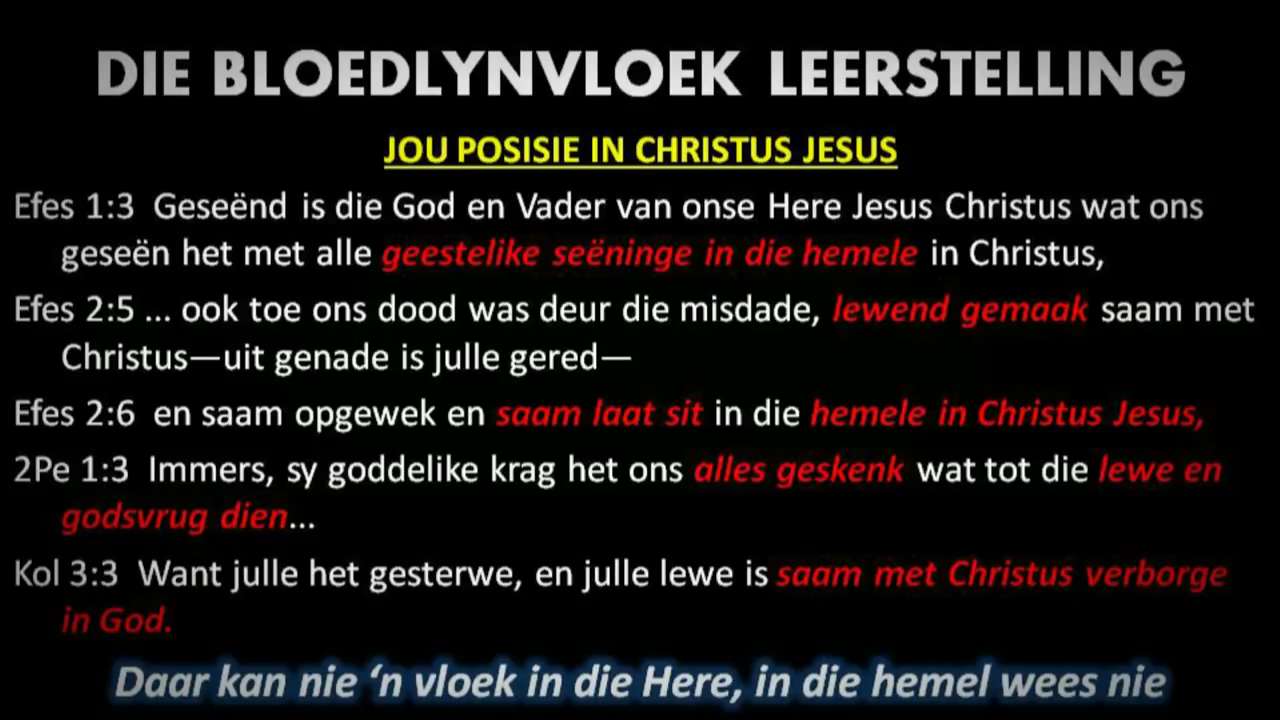 DIE BLOEDLYNVLOEK LEERSTELLING
JOU POSISIE IN CHRISTUS JESUS
Efes 1:3 Geseënd is die God en Vader van onse Here Jesus Christus wat ons
geseën het met alle geestelike seëninge in die hemele in Christus,
Efes 2:5 ... ook toe ons dood was deur die misdade, lewend gemaak saam met
Christus—uit genade is julle gered—
Efes 2:6 en saam opgewek en saam laat sit in die hemele in Christus Jesus,
2Pe 1:3 Immers, sy goddelike krag het ons alles geskenk wat tot die lewe en
godsvrug dien...
Kol 3:3 Want julle het gesterwe, en julle lewe is saam met Christus verborge
in God.
Daar kan nie ‘n vloek in die Here, in die hemel wees nie